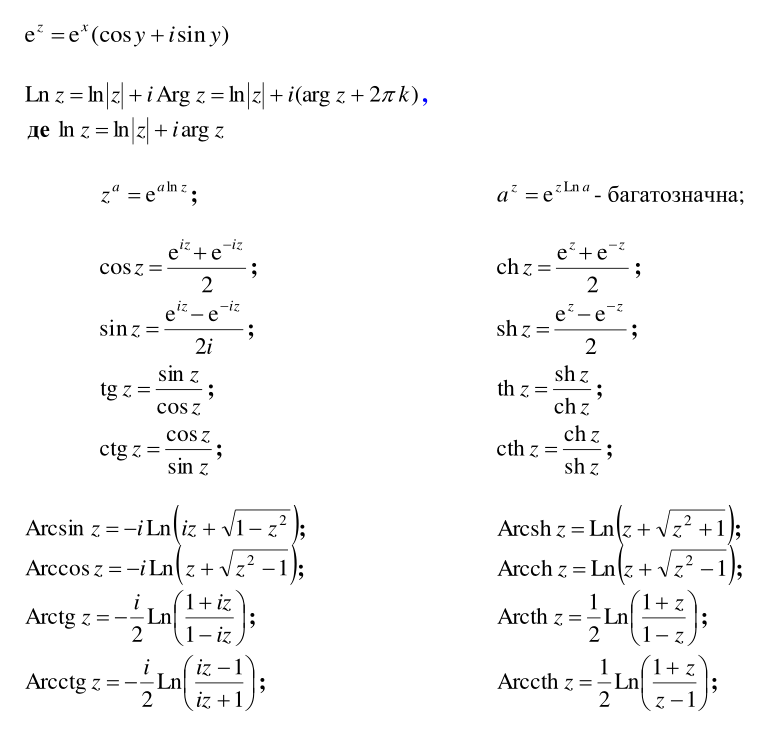 e^z = e^x (cos y + i sin y)
Ln z = ln|z| + i Arg z = ln|z| + i(arg z + 2πk),
де ln z = ln|z| + i arg z
z^a = e^{a ln z}; a^z = e^{z Ln a} - багатозначна;
cos z = (e^{iz} + e^{−iz})/2; ch z = (e^z + e^{−z})/2;
sin z = (e^{iz} − e^{−iz})/2i; sh z = (e^z − e^{−z})/2;
tg z = sin z/cos z; th z = sh z/ch z;
ctg z = cos z/sin z; cth z = ch z/sh z;
Arcsin z = −i Ln(iz + √(1 − z²)); Arcsh z = Ln(z + √(z² + 1));
Arccos z = −i Ln(z + √(z² − 1)); Arcch z = Ln(z + √(z² − 1));
Arctg z = −i/2 Ln((1 + iz)/(1 − iz)); Arcth z = 1/2 Ln((1 + z)/(1 − z));
Arcctg z = −i/2 Ln((iz − 1)/(iz + 1)); Arccth z = 1/2 Ln((1 + z)/(z − 1));